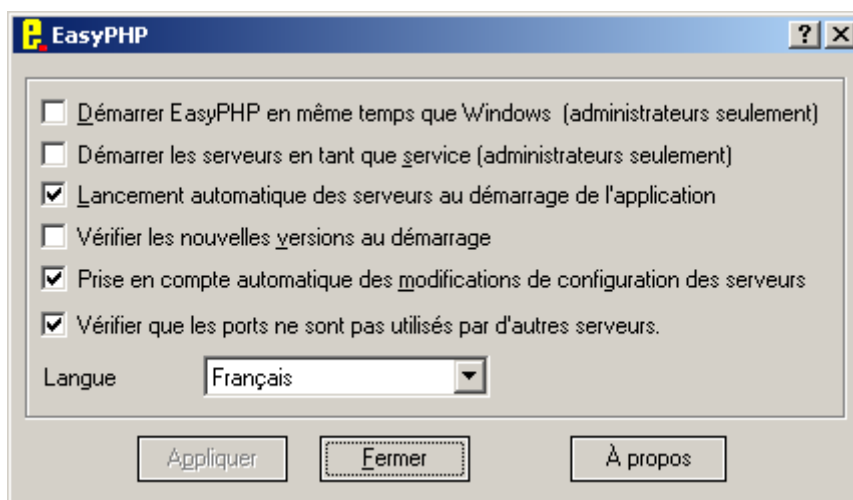 EasyPHP
Démarrer EasyPHP en même temps que Windows (administrateurs seulement)
Démarrer les serveurs en tant que service (administrateurs seulement)
Lancement automatique des serveurs au démarrage de l'application
Vérifier les nouvelles versions au démarrage
Prise en compte automatique des modifications de configuration des serveurs
Vérifier que les ports ne sont pas utilisés par d'autres serveurs.
Langue Français
Appliquer Fermer À propos